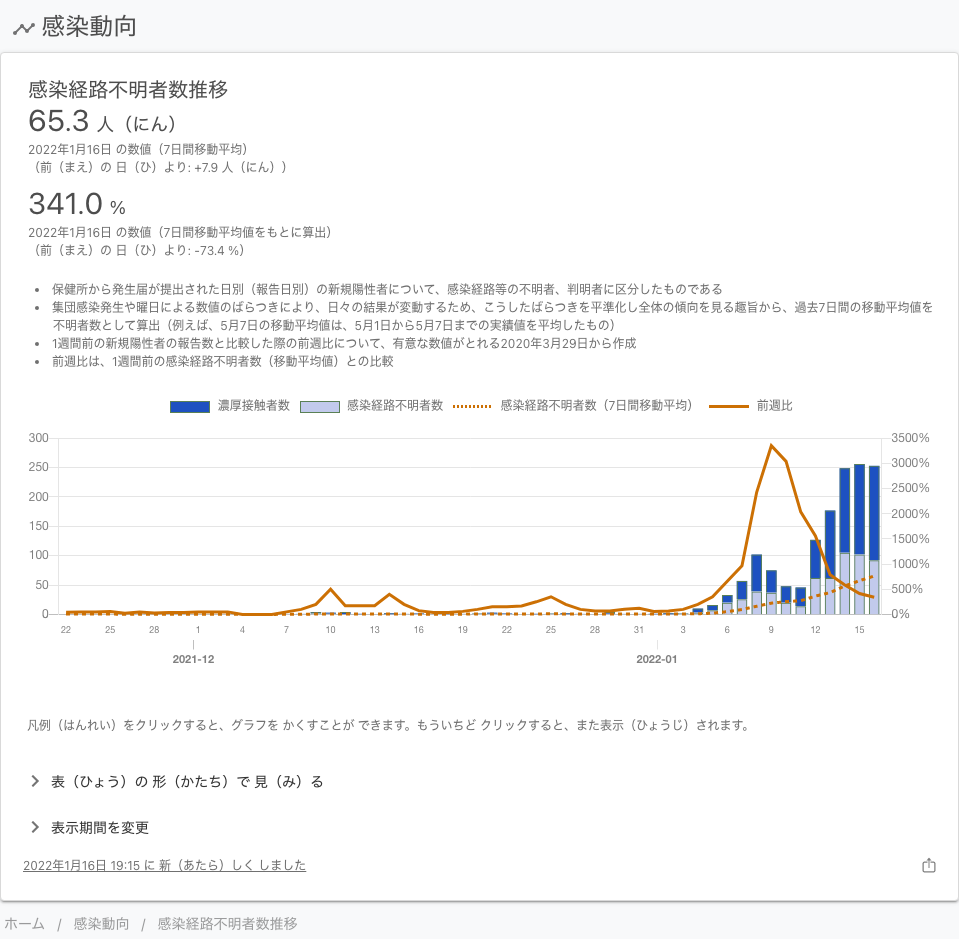 感染動向
感染経路不明者数推移
65.3 人（にん）
2022年1月16日 の数値（7日間移動平均）
（前（まえ）の 日（ひ）より: +7.9 人（にん））
341.0 %
2022年1月16日 の数値（7日間移動平均値をもとに算出）
（前（まえ）の 日（ひ）より: -73.4 %）
• 保健所から発生届が提出された日別（報告日別）の新規陽性者について、感染経路等の不明者、判明者に区分したものである
• 集団感染発生や曜日による数値のばらつきにより、日々の結果が変動するため、こうしたばらつきを平準化し全体の傾向を見る趣旨から、過去7日間の移動平均値を
不明者数として算出（例えば、5月7日の移動平均値は、5月1日から5月7日までの実績値を平均したもの）
• 1週間前の新規陽性者の報告数と比較した際の前週比について、有意な数値がとれる2020年3月29日から作成
• 前週比は、1週間前の感染経路不明者数（移動平均値）との比較
濃厚接触者数 感染経路不明者数 感染経路不明者数（7日間移動平均） 前週比
300 3500%
250 3000%
200 2500%
2000%
150 1500%
100 1000%
50 500%
0 0%
22 25 28 1 4 7 10 13 16 19 22 25 28 31 3 6 9 12 15
2021-12 2022-01
凡例（はんれい）をクリックすると、グラフを かくすことが できます。もういちど クリックすると、また表示（ひょうじ）されます。
表（ひょう）の 形（かたち）で 見（み）る
表示期間を変更
2022年1月16日 19:15 に 新（あたら）しく しました
ホーム / 感染動向 / 感染経路不明者数推移